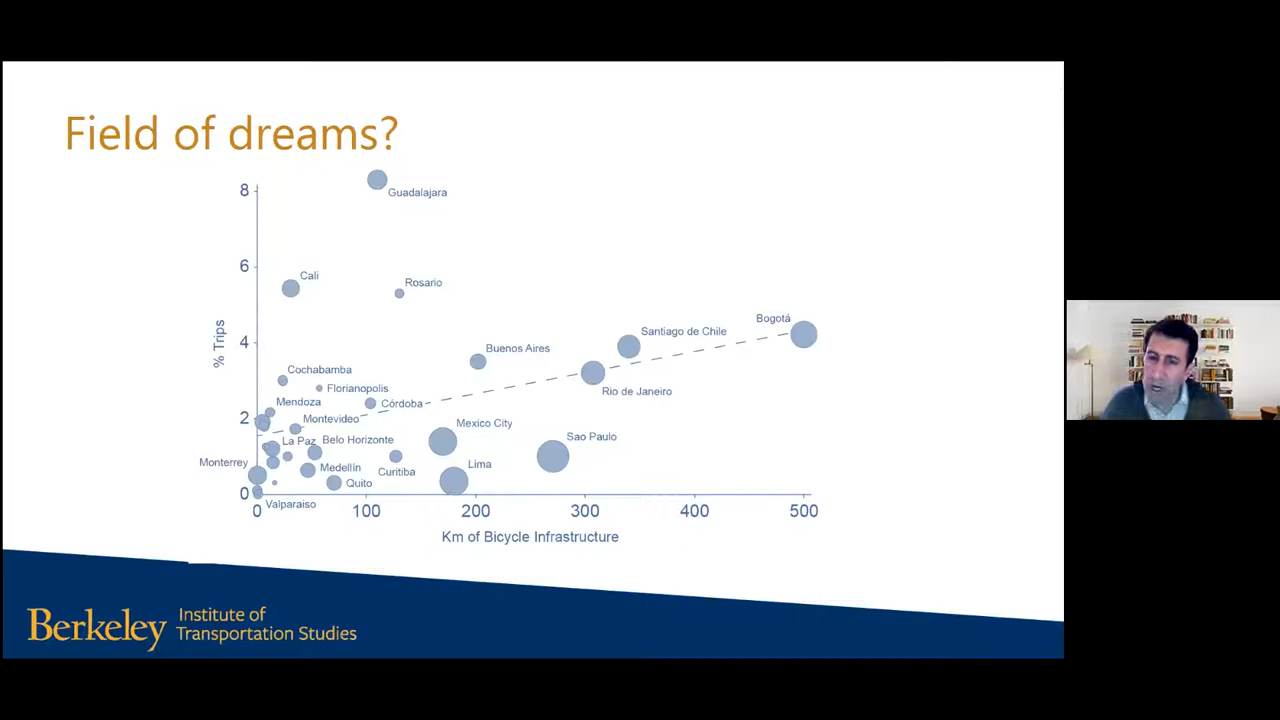 Field of dreams?
8
Guadalajara
6
Cali
Rosario
Bogotá
Santiago de Chile
4
% Trips
Buenos Aires
Cochabamba
Florianopolis
Rio de Janeiro
Mendoza
Córdoba
2
Montevideo
Mexico City
La Paz
Belo Horizonte
Sao Paulo
Monterrey
Medellín
Curitiba
Lima
Quito
0
Valparaiso
0 100 200 300 400 500
Km of Bicycle Infrastructure
Berkeley
Institute of
Transportation Studies